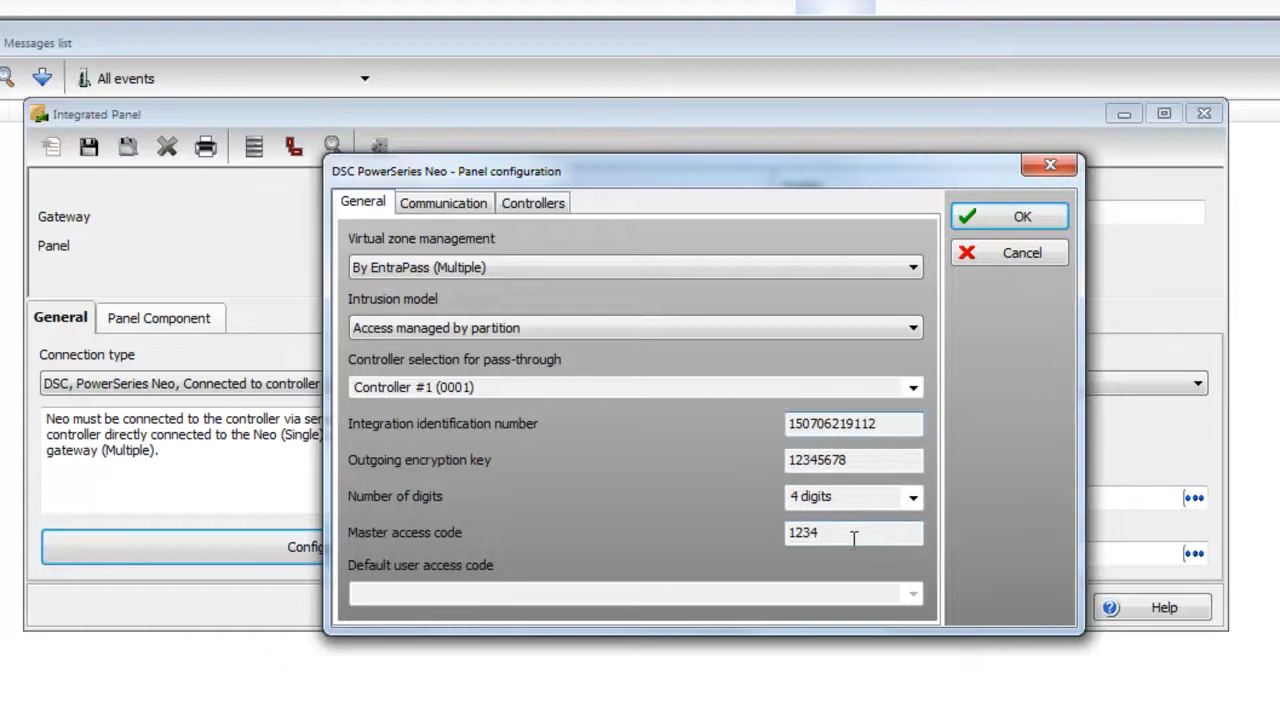 Messages list
All events
Integrated Panel
DSC PowerSeries Neo - Panel configuration
General Communication Controllers
OK
Cancel
Gateway
Panel
Virtual zone management
By EntraPass (Multiple)
Intrusion model
Access managed by partition
Controller selection for pass-through
Controller #1 (0001)
Integration identification number 150706219112
Outgoing encryption key 12345678
Number of digits 4 digits
Master access code 1234
Default user access code
General Panel Component
Connection type
DSC, PowerSeries Neo, Connected to controller
Neo must be connected to the controller via ser
controller directly connected to the Neo (Single)
gateway (Multiple).
Config
Help